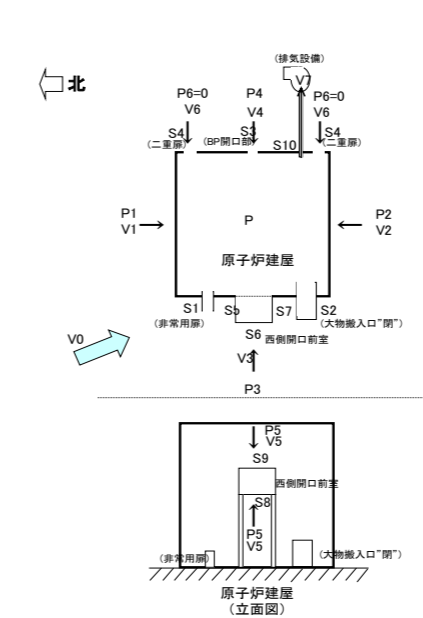 北
(排気設備)
V7
P6=0
V6
P4
V4
P6=0
V6
S4
(二重扉)
S3
(BP開口部)
S10
S4
(二重扉)
P1
V1
P
P2
V2
原子炉建屋
S1
S5
S7
S2
(非常用扉)
S6
(大物搬入口"閉")
西側開口前室
V0
V3
P3
P5
V5
S9
西側開口前室
S8
P5
V5
(非常用扉)
(大物搬入口"閉")
原子炉建屋
(立面図)